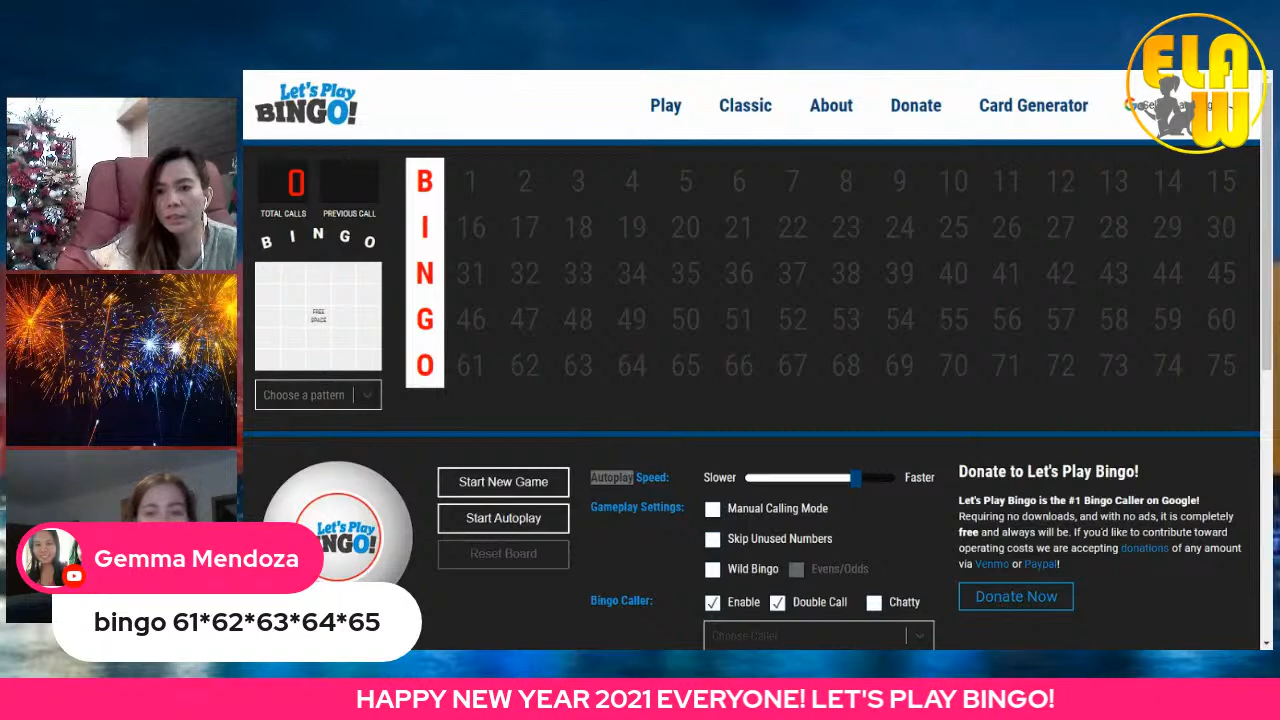 Let's Play
BINGO!
Play Classic About Donate Card Generator
ELA
W
0
TOTAL CALLS PREVIOUS CALL
B I N G O
FREE
SPACE
Choose a pattern
B 1 2 3 4 5 6 7 8 9 10 11 12 13 14 15
I 16 17 18 19 20 21 22 23 24 25 26 27 28 29 30
N 31 32 33 34 35 36 37 38 39 40 41 42 43 44 45
G 46 47 48 49 50 51 52 53 54 55 56 57 58 59 60
O 61 62 63 64 65 66 67 68 69 70 71 72 73 74 75
Let's Play
NGO!
Start New Game
Start Autoplay
Reset Board
Autoplay Speed: Slower Faster
Gameplay Settings: Manual Calling Mode
Skip Unused Numbers
Wild Bingo Evens/Odds
Bingo Caller: Enable Double Call Chatty
Choose Caller
Donate to Let's Play Bingo!
Let's Play Bingo is the #1 Bingo Caller on Google!
Requiring no downloads, and with no ads, it is completely
free and always will be. If you'd like to contribute toward
operating costs we are accepting donations of any amount
via Venmo or Paypal!
Donate Now
Gemma Mendoza
bingo 61*62*63*64*65
HAPPY NEW YEAR 2021 EVERYONE! LET'S PLAY BINGO!